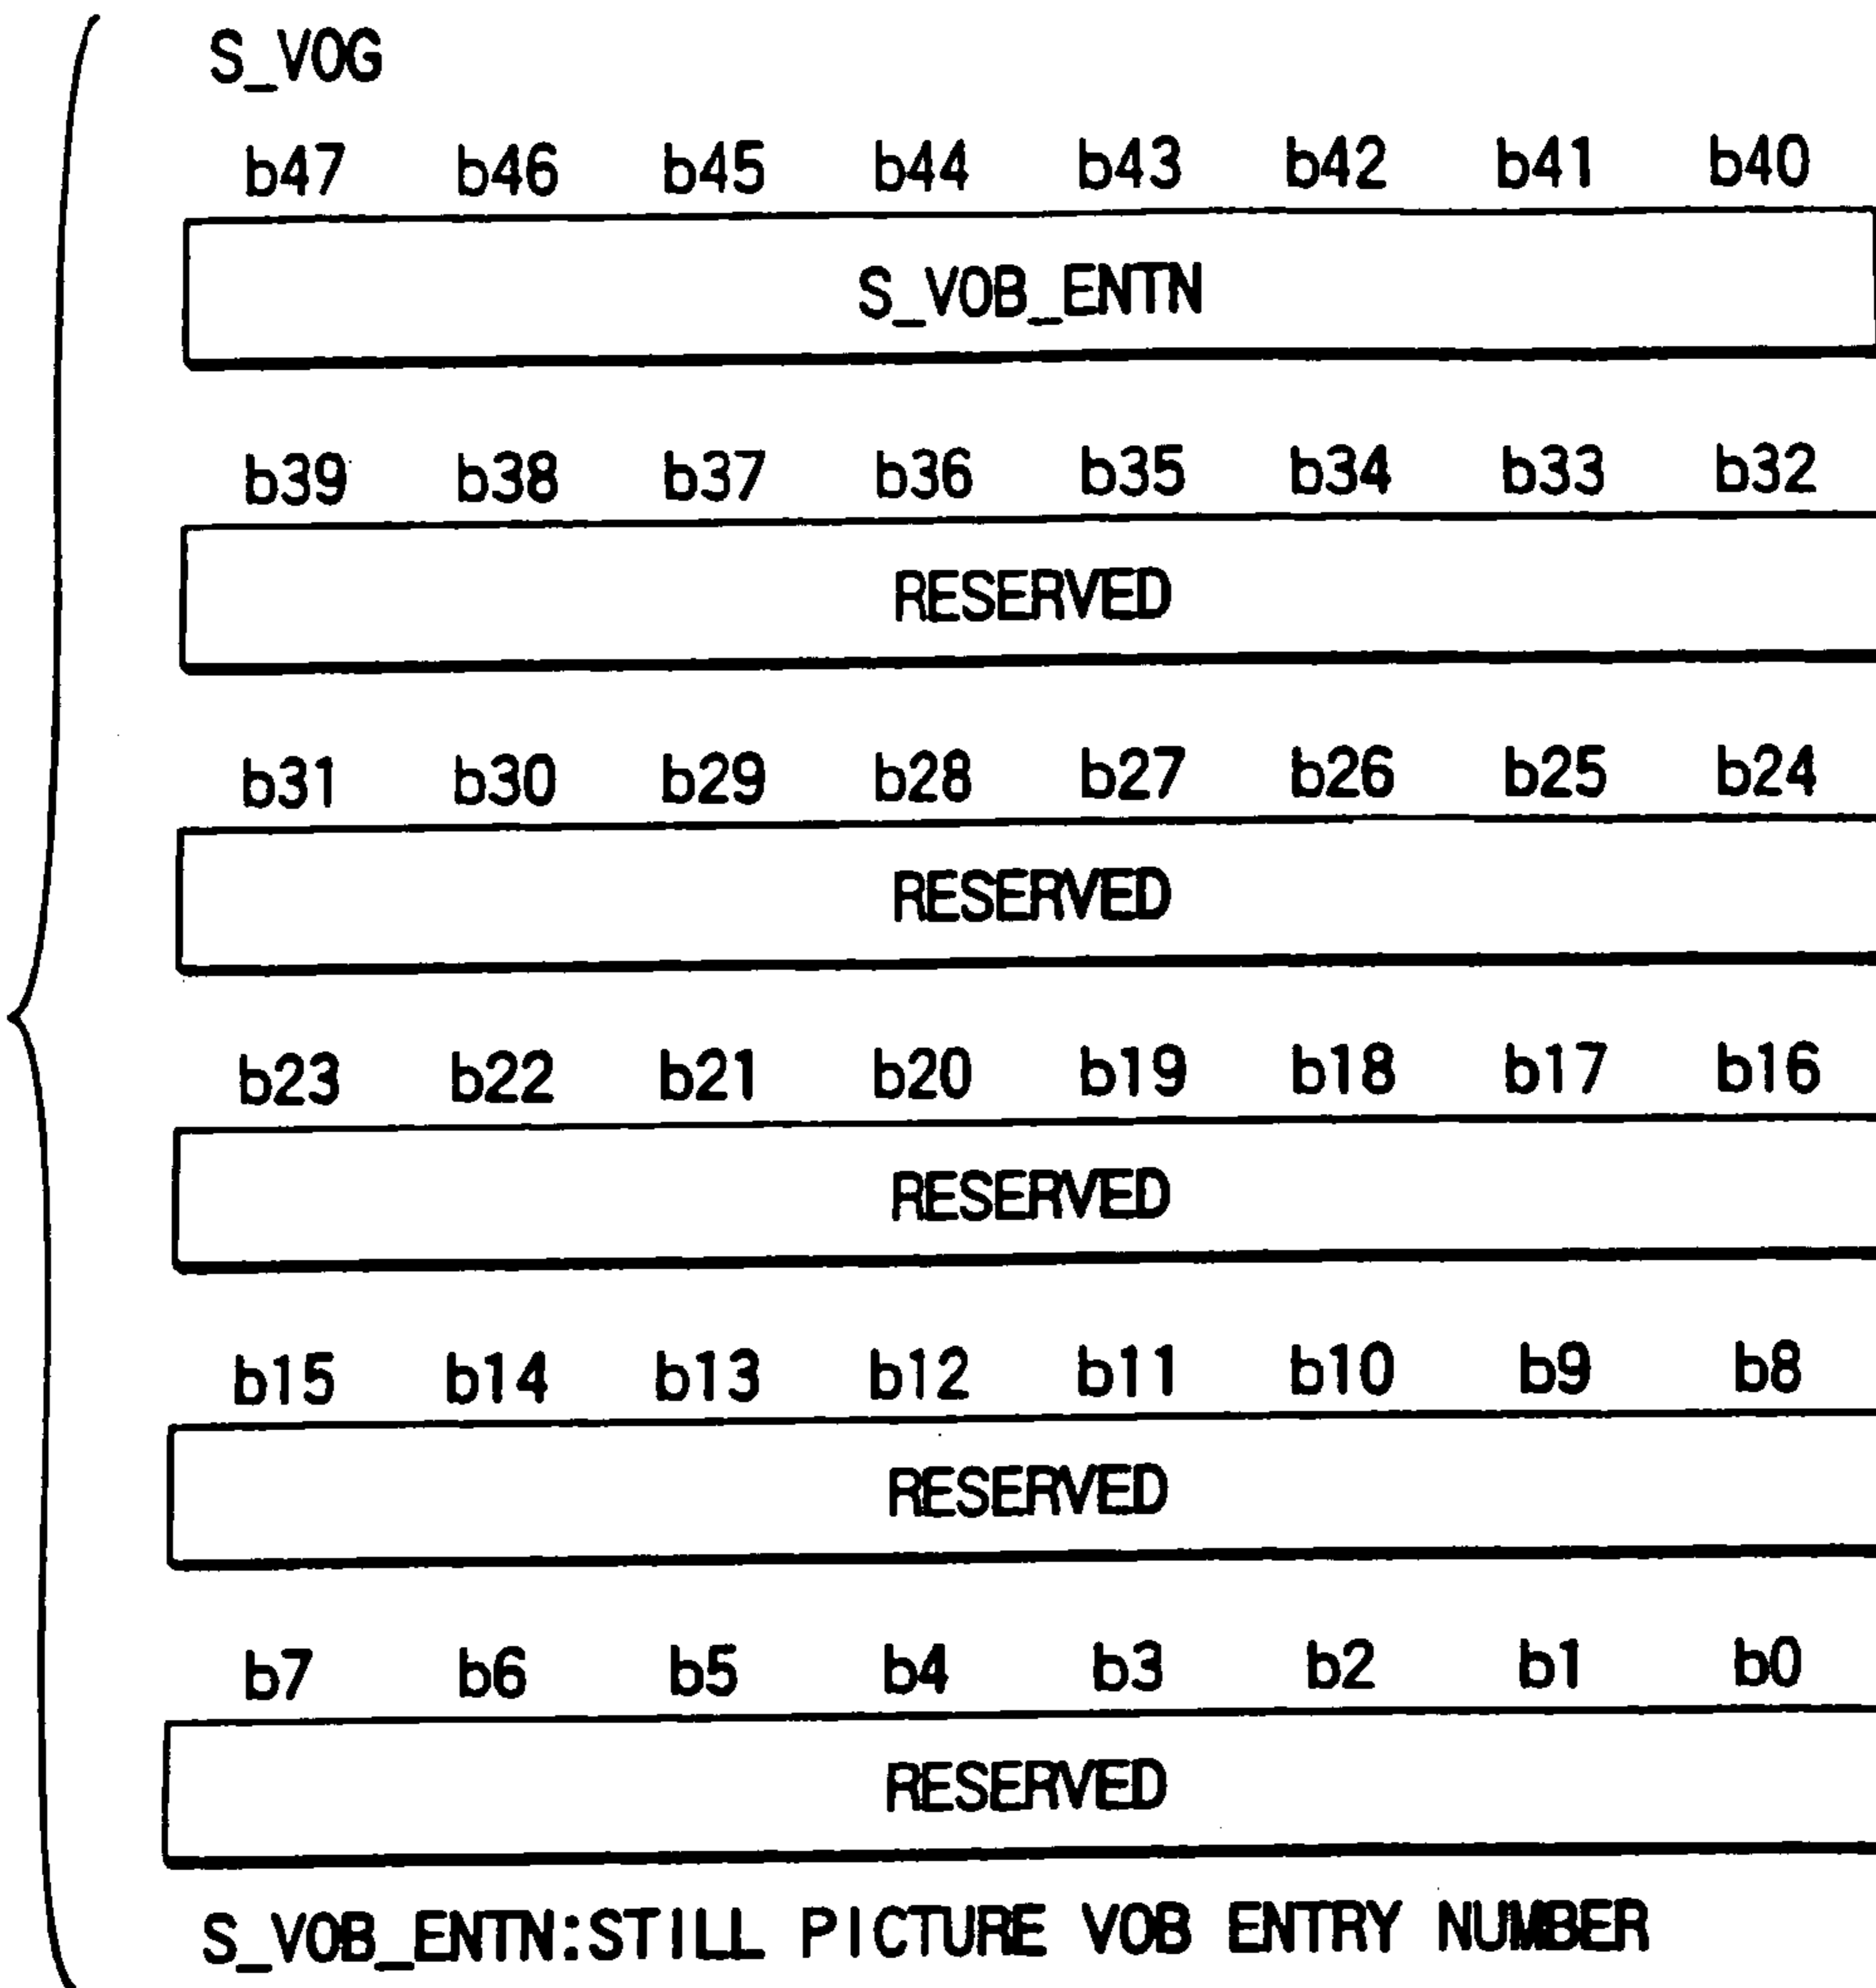 S_VOG
b47 b46 b45 b44 b43 b42 b41 b40
S_VOB_ENTN
b39 b38 b37 b36 b35 b34 b33 b32
RESERVED
b31 b30 b29 b28 b27 b26 b25 b24
RESERVED
b23 b22 b21 b20 b19 b18 b17 b16
RESERVED
b15 b14 b13 b12 b11 b10 b9 b8
RESERVED
b7 b6 b5 b4 b3 b2 b1 b0
RESERVED
S_VOB_ENTN:STILL PICTURE VOB ENTRY NUMBER